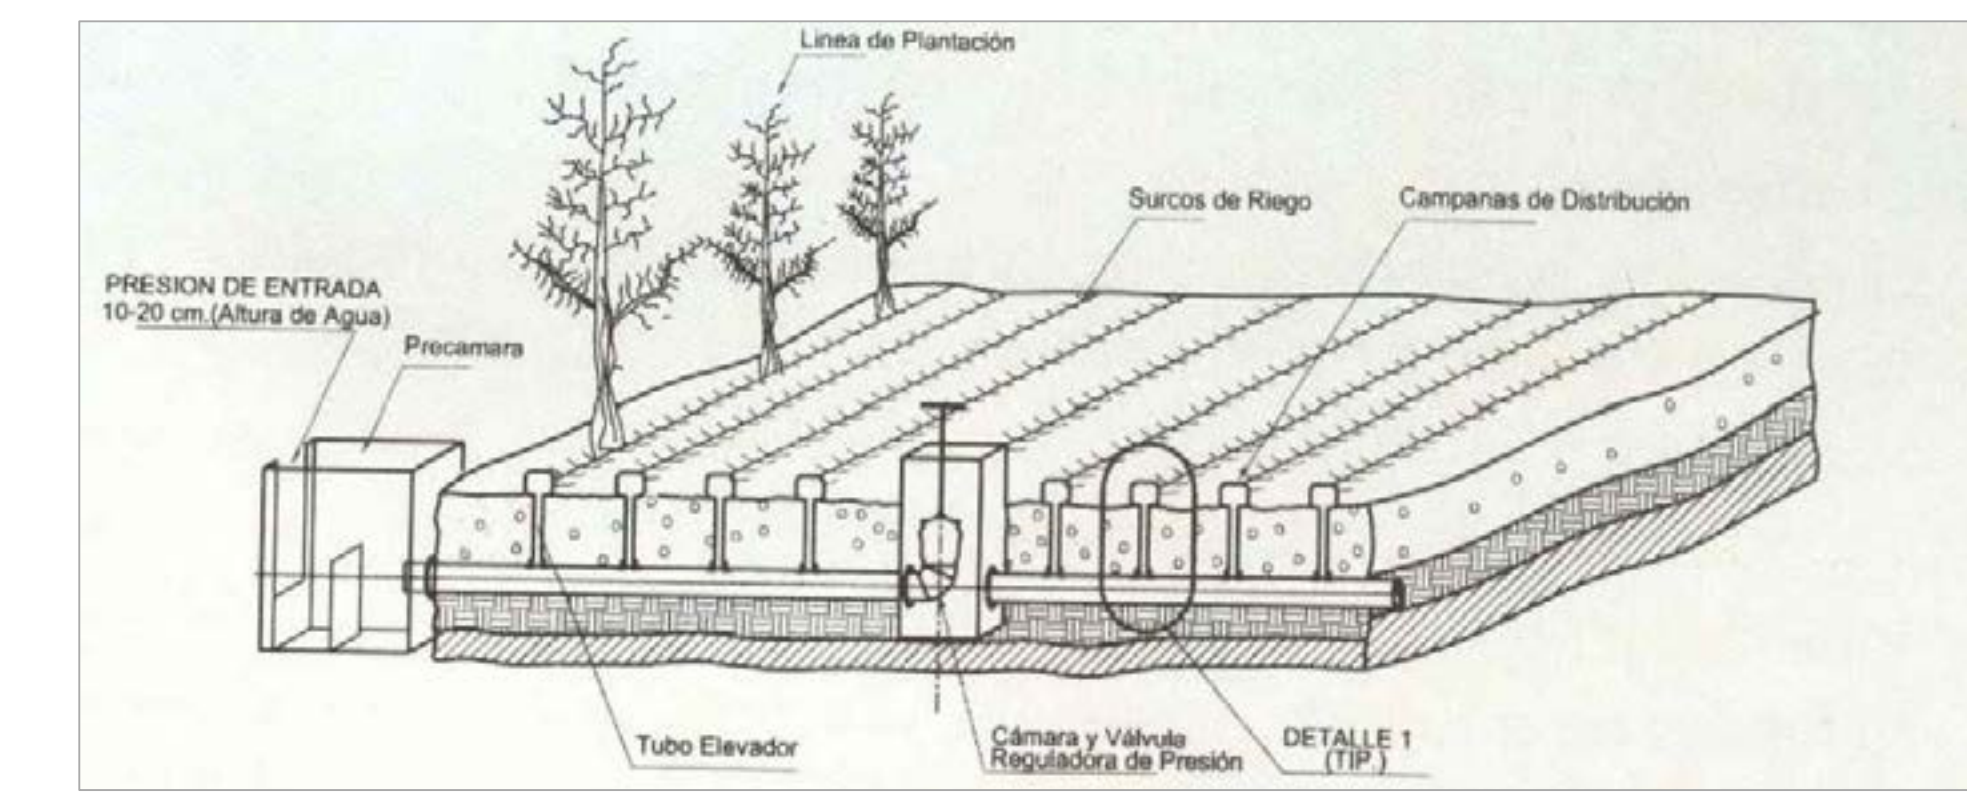 Linea de Plantación
Surcos de Riego
Campanas de Distribución
PRESION DE ENTRADA
10-20 cm.(Altura de Agua)
Precamara
Tubo Elevador
Cámara y Válvula
Reguladora de Presión
DETALLE 1
(TIP.)